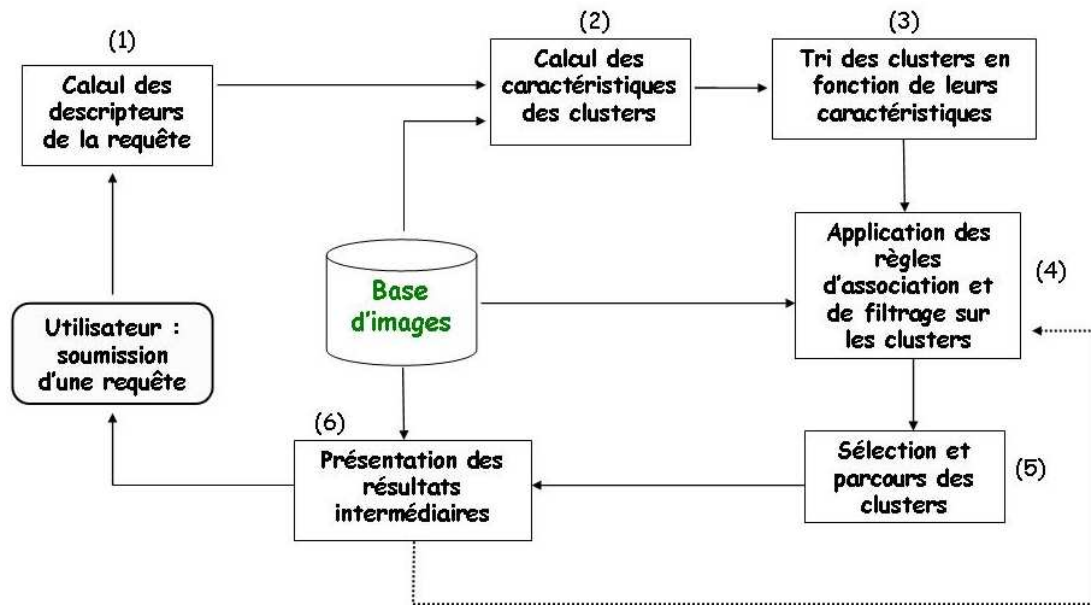 (1)
Calcul des
descripteurs
de la requête
(2)
Calcul des
caractéristiques
des clusters
(3)
Tri des clusters en
fonction de leurs
caractéristiques
Application des
règles
d'association et
de filtrage sur
les clusters
(4)
Base
d'images
Utilisateur :
soumission
d'une requête
(6)
Présentation des
résultats
intermédiaires
Sélection et
parcours des
clusters
(5)